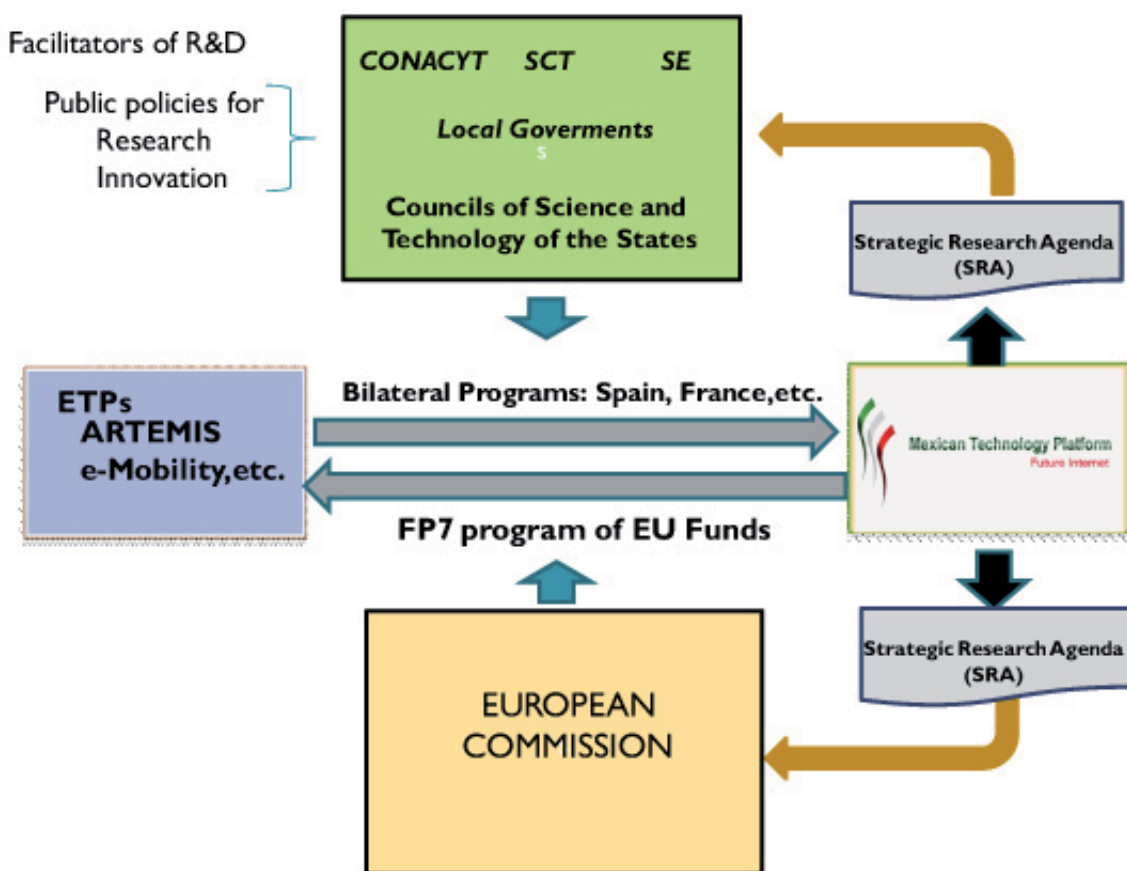 Facilitators of R&D
Public policies for
Research
Innovation
CONACYT SCT SE
Local Goverments
s
Councils of Science and
Technology of the States
Strategic Research Agenda
(SRA)
ETPs
ARTEMIS
e-Mobility,etc.
Bilateral Programs: Spain, France,etc.
FP7 program of EU Funds
Mexican Technology Platform
Future Internet
EUROPEAN
COMMISSION
Strategic Research Agenda
(SRA)